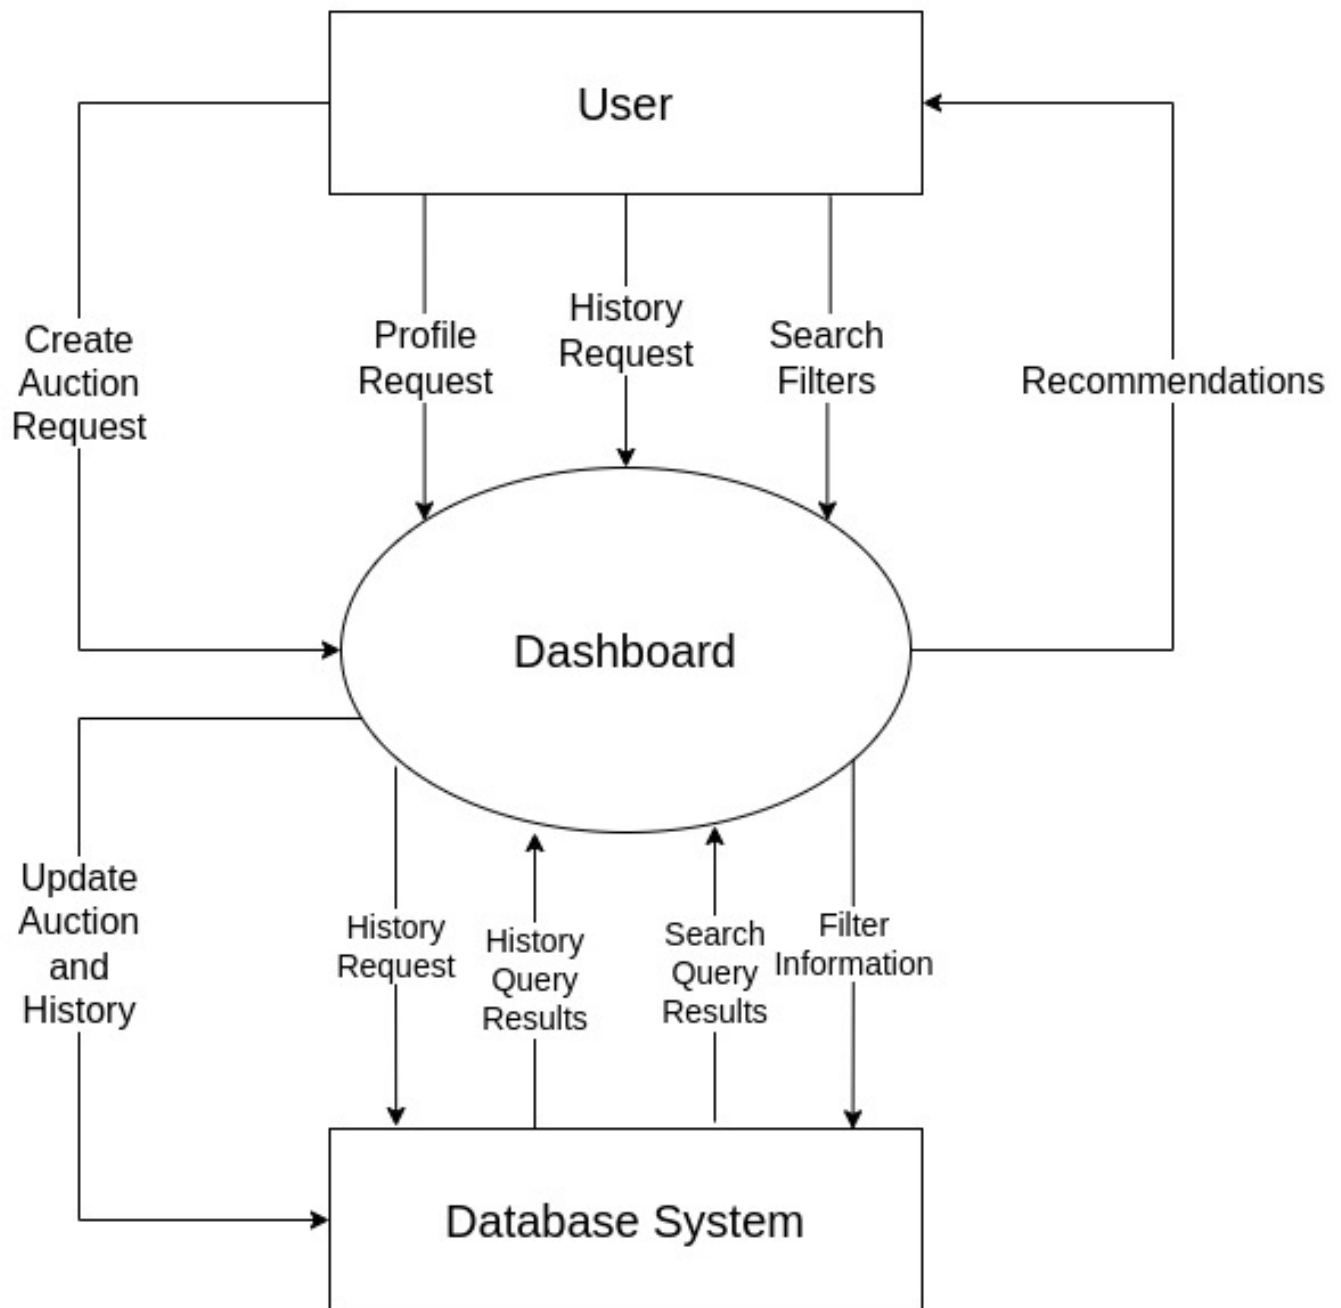 User
Create
Auction
Request
Profile
Request
History
Request
Search
Filters
Recommendations
Dashboard
Update
Auction
and
History
History
Request
History
Query
Results
Search
Query
Results
Filter
Information
Database System